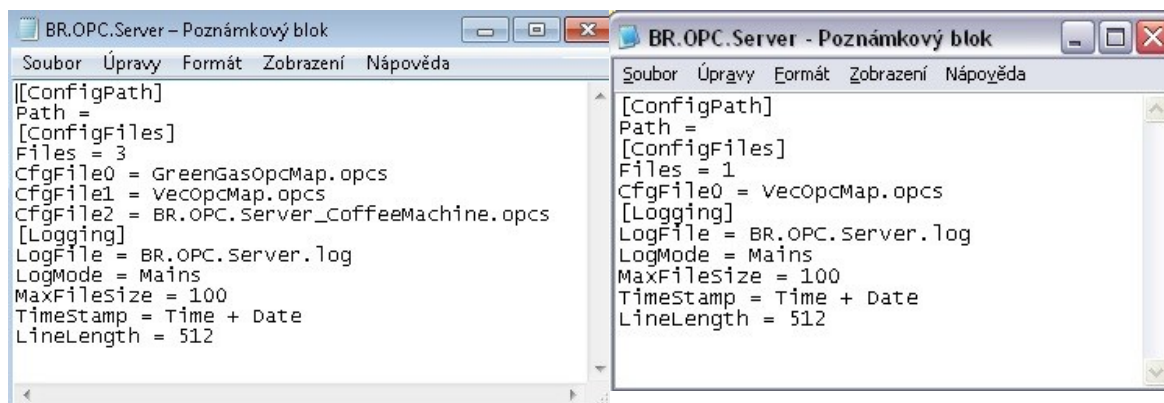 BR.OPC.Server – Poznámkový blok
Soubor Úpravy Formát Zobrazení Nápověda
[ConfigPath]
Path =
[ConfigFiles]
Files = 3
CfgFile0 = GreenGasOpcMap.opcs
CfgFile1 = VecOpcMap.opcs
CfgFile2 = BR.OPC.Server_CoffeeMachine.opcs
[Logging]
LogFile = BR.OPC.Server.log
LogMode = Mains
MaxFileSize = 100
TimeStamp = Time + Date
LineLength = 512
BR.OPC.Server - Poznámkový blok
Soubor Úpravy Formát Zobrazení Nápověda
[ConfigPath]
Path =
[ConfigFiles]
Files = 1
CfgFile0 = VecOpcMap.opcs
[Logging]
LogFile = BR.OPC.Server.log
LogMode = Mains
MaxFileSize = 100
TimeStamp = Time + Date
LineLength = 512